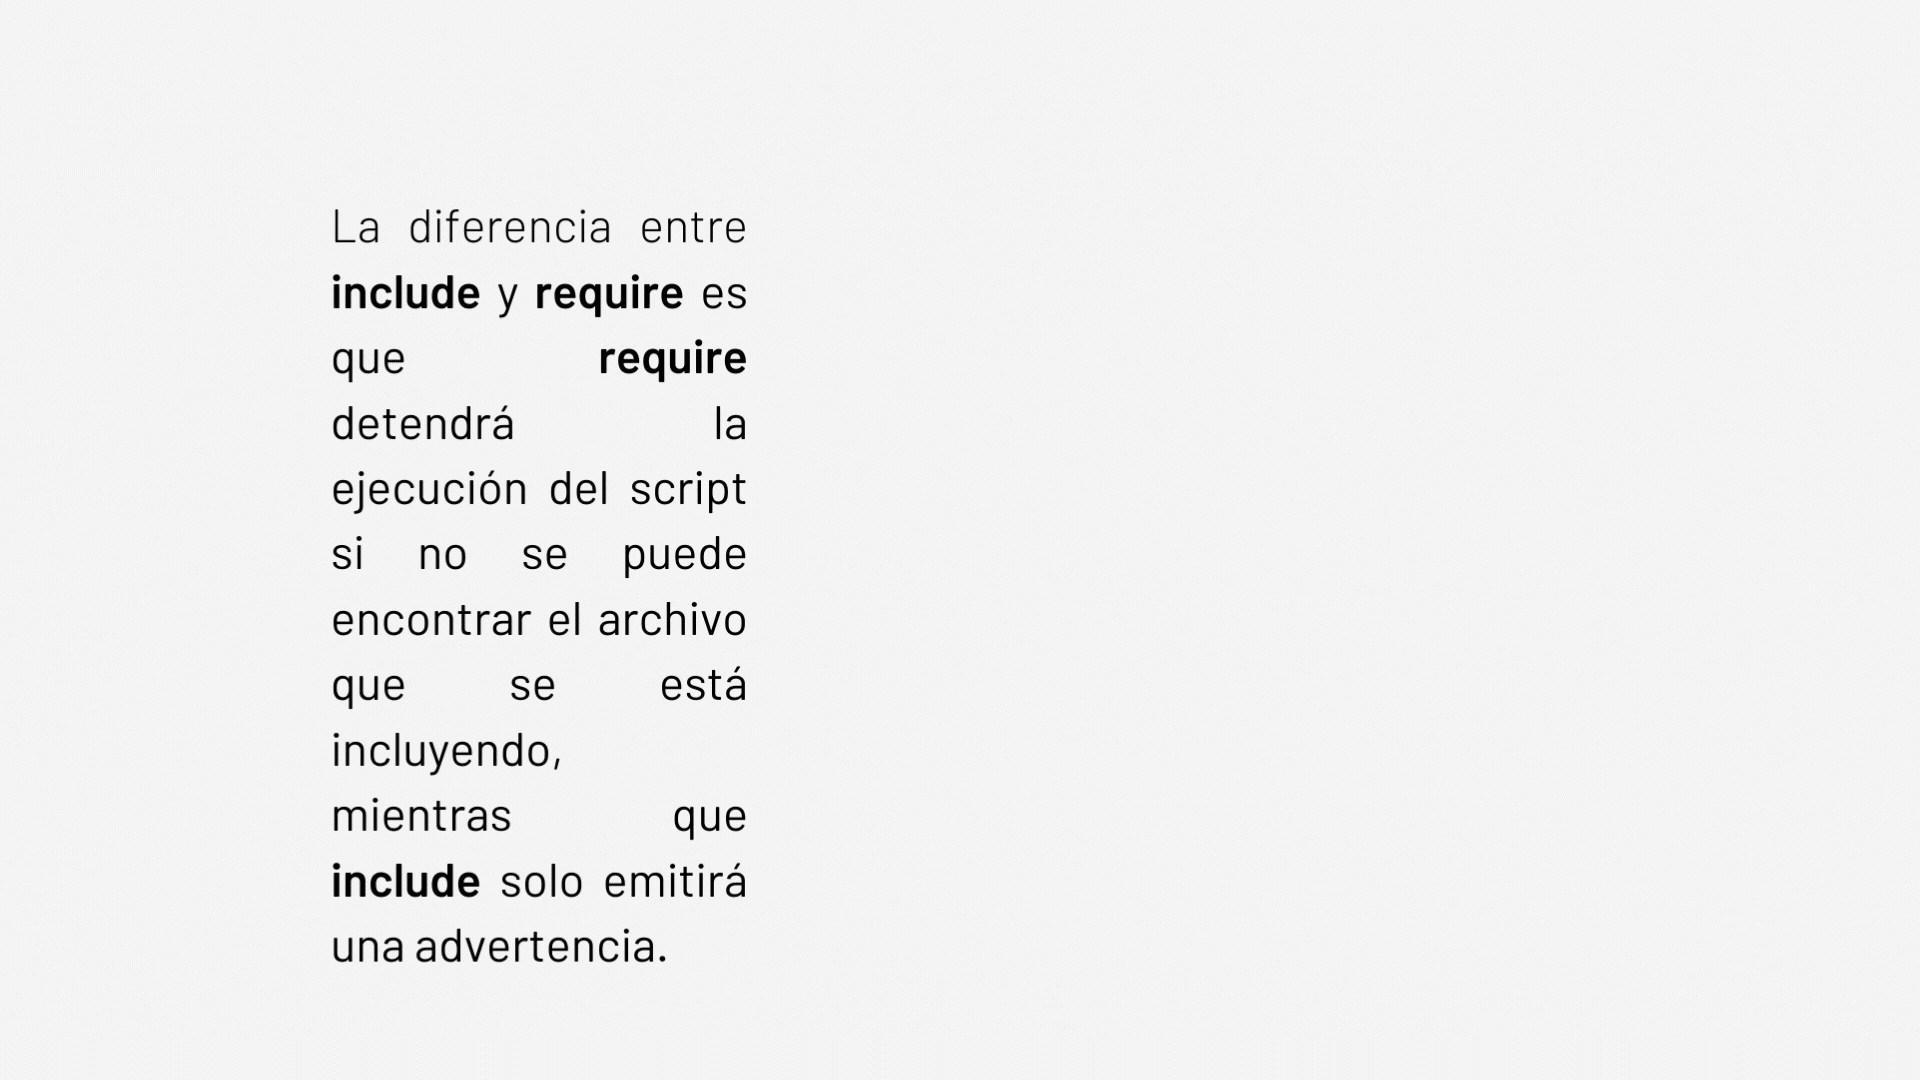 La diferencia entre
include y require es
que require
detendrá la
ejecución del script
si no se puede
encontrar el archivo
que se está
incluyendo,
mientras que
include solo emitirá
una advertencia.